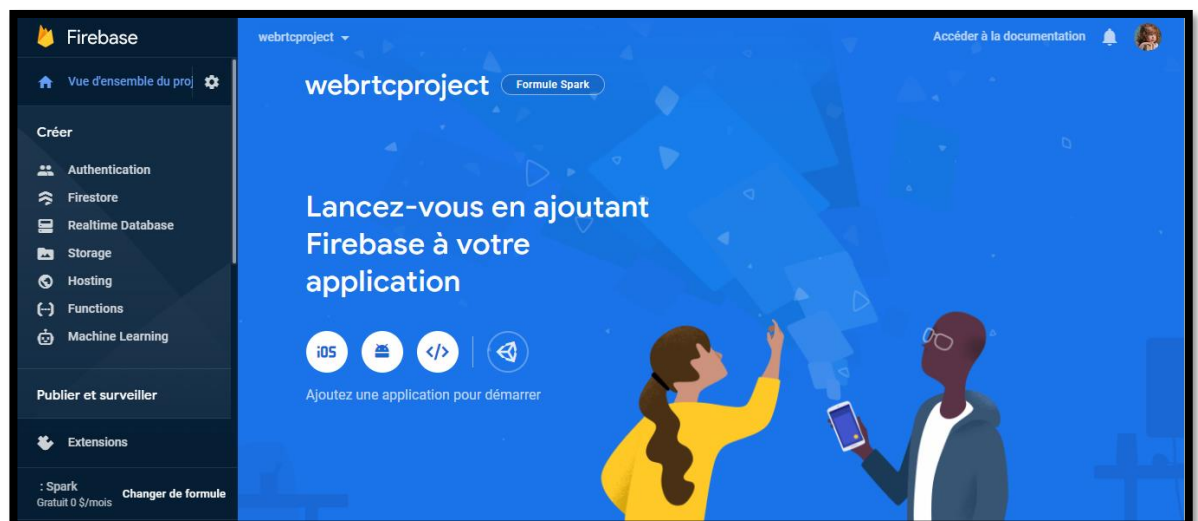 Firebase
Vue d'ensemble du proj
Créer
Authentication
Firestore
Realtime Database
Storage
Hosting
Functions
Machine Learning
Publier et surveiller
Extensions
: Spark
Gratuit 0 $/mois
Changer de formule
webrtcproject
Accéder à la documentation
webrtcproject
Formule Spark
Lancez-vous en ajoutant
Firebase à votre
application
iOS
</>
Ajoutez une application pour démarrer